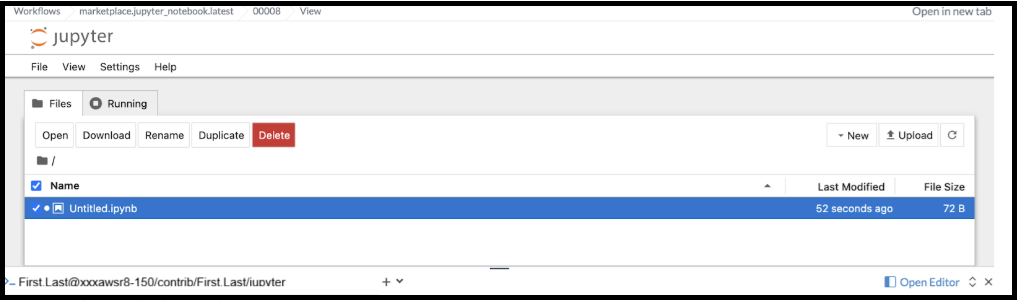 Workflows marketplace.jupyter_notebook.latest 00008 View Open in new tab
jupyter
File View Settings Help
Files Running
Open Download Rename Duplicate Delete New Upload
/
Name Last Modified File Size
Untitled.ipynb 52 seconds ago 72 B
First.Last@xxxawsr8-150/contrib/First.Last/jupyter + Open Editor